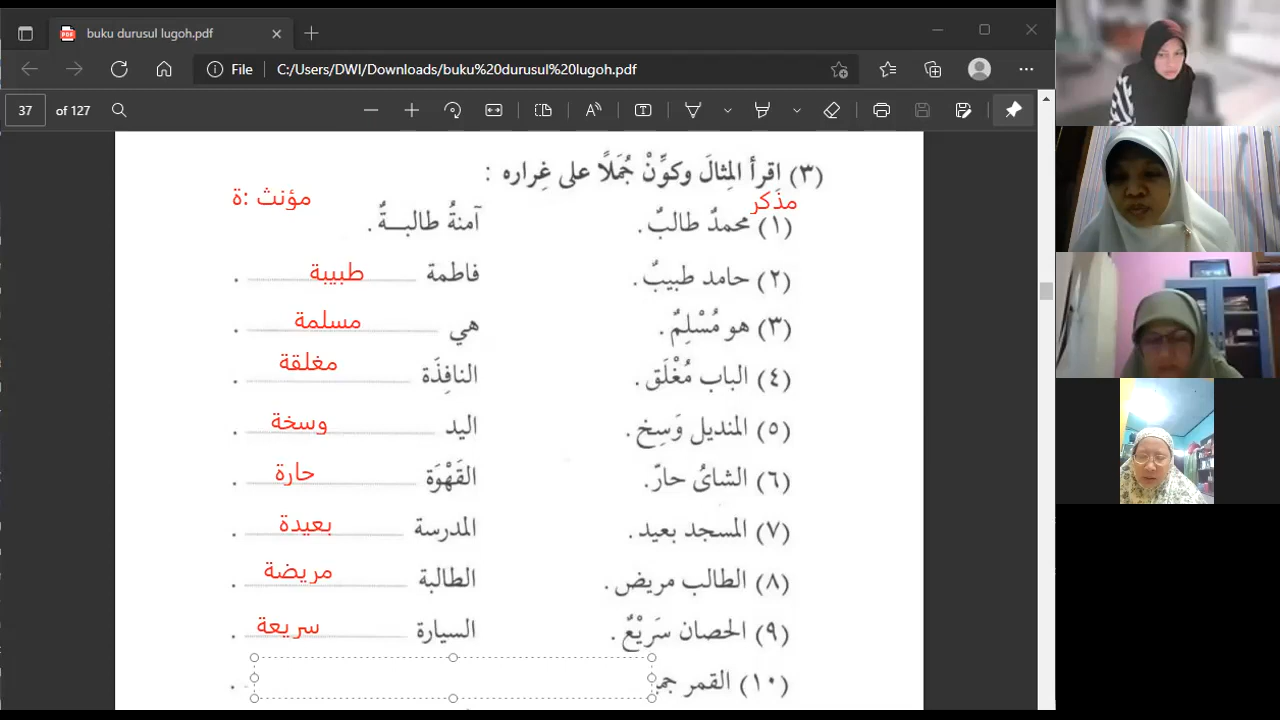 buku durusul lugoh.pdf
File C:/Users/DWI/Downloads/buku%20durusul%20lugoh.pdf
37 of 127
(٣) اقرأ المِثالَ وكوِّنْ جُمَلاً على غِراره :
مذكر مؤنث :ة
(١) محمدٌ طالبٌ . آمنةُ طالبـــةٌ .
(٢) حامد طبيبٌ . فاطمة طبيبة .
(٣) هو مُسْلِمٌ . هي مسلمة .
(٤) الباب مُغْلَق . النافِذَة مغلقة .
(٥) المنديل وَسِخ . اليد وسخة .
(٦) الشايُ حارّ . القَهْوَة حارة .
(٧) المسجد بعيد . المدرسة بعيدة .
(٨) الطالب مريض . الطالبة مريضة .
(٩) الحصان سَرِيْعٌ . السيارة سريعة .
(١٠) القمر .